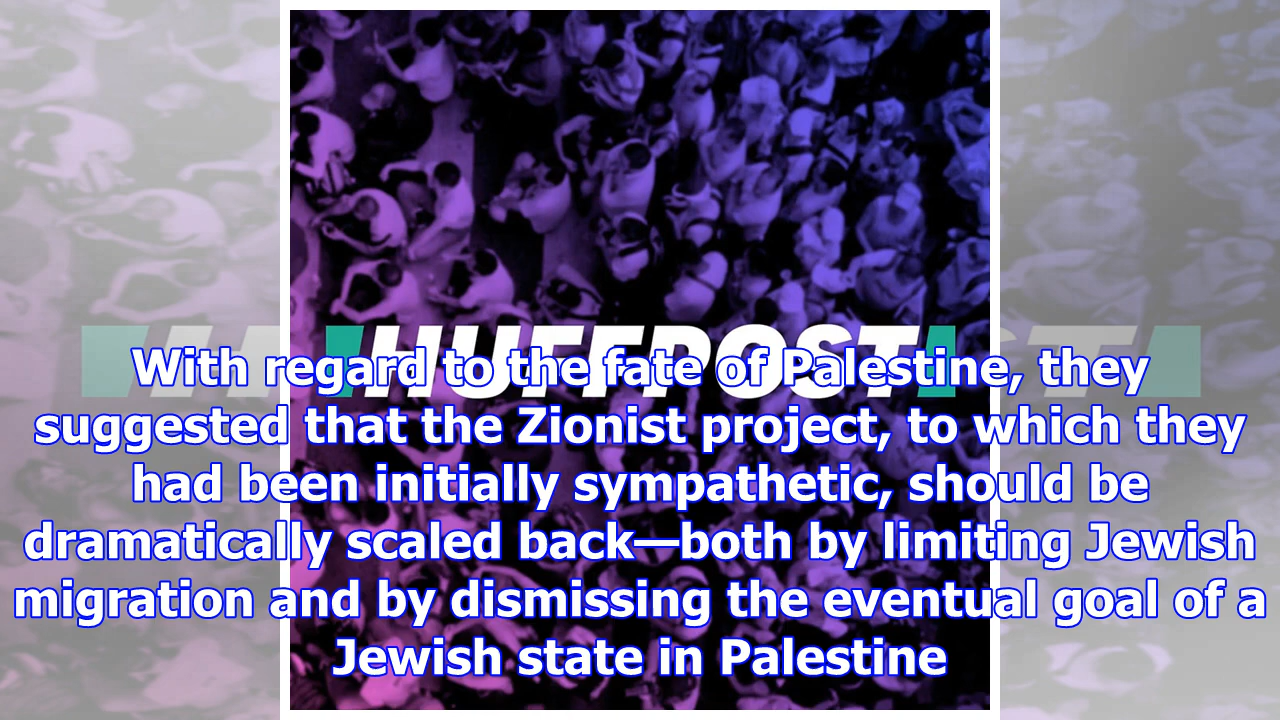 HUFFPOST
With regard to the fate of Palestine, they
suggested that the Zionist project, to which they
had been initially sympathetic, should be
dramatically scaled back—both by limiting Jewish
migration and by dismissing the eventual goal of a
Jewish state in Palestine